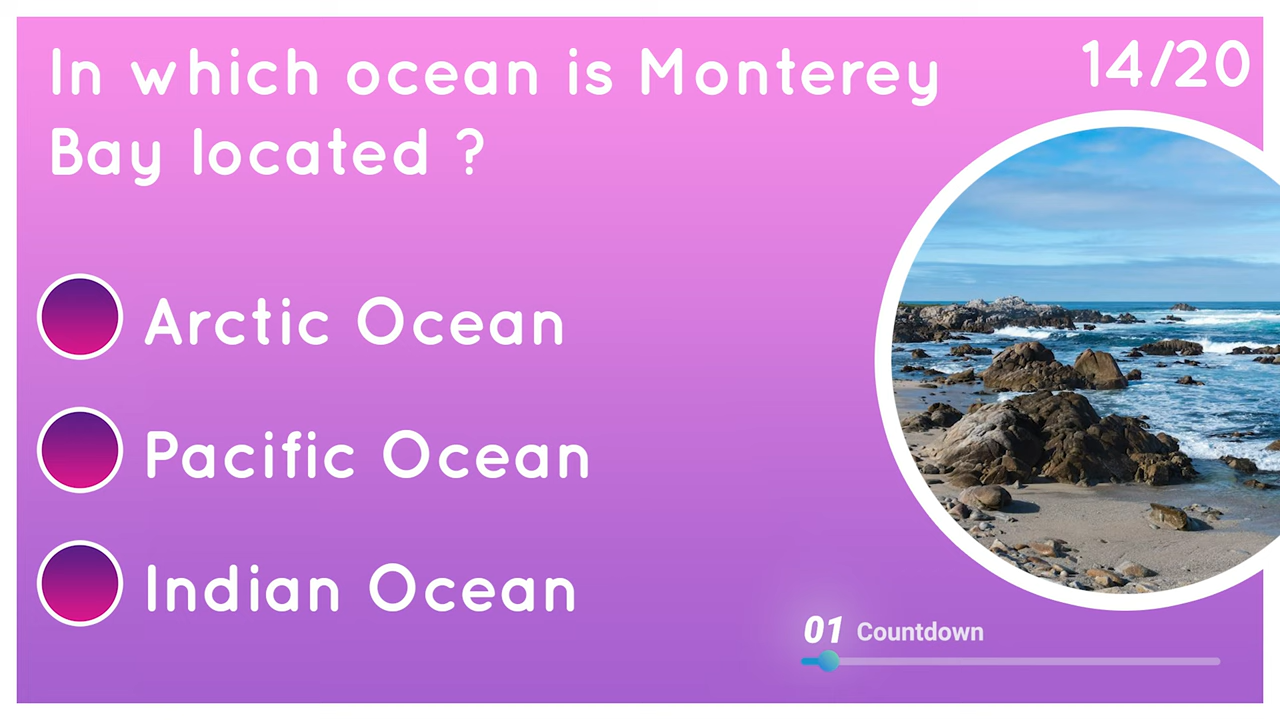 In which ocean is Monterey
Bay located ?
14/20
Arctic Ocean
Pacific Ocean
Indian Ocean
01 Countdown